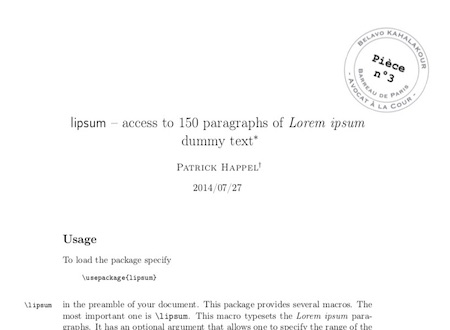 BELAVO KAHALAKOUR
Pièce
n°3
BARREAU DE PARIS
- AVOCAT À LA COUR -
lipsum – access to 150 paragraphs of Lorem ipsum
dummy text*
PATRICK HAPPEL†
2014/07/27
Usage
To load the package specify
\usepackage{lipsum}
\lipsum in the preamble of your document. This package provides several macros. The
most important one is \lipsum. This macro typesets the Lorem ipsum para-
graphs. It has an optional argument that allows one to specify the range of the